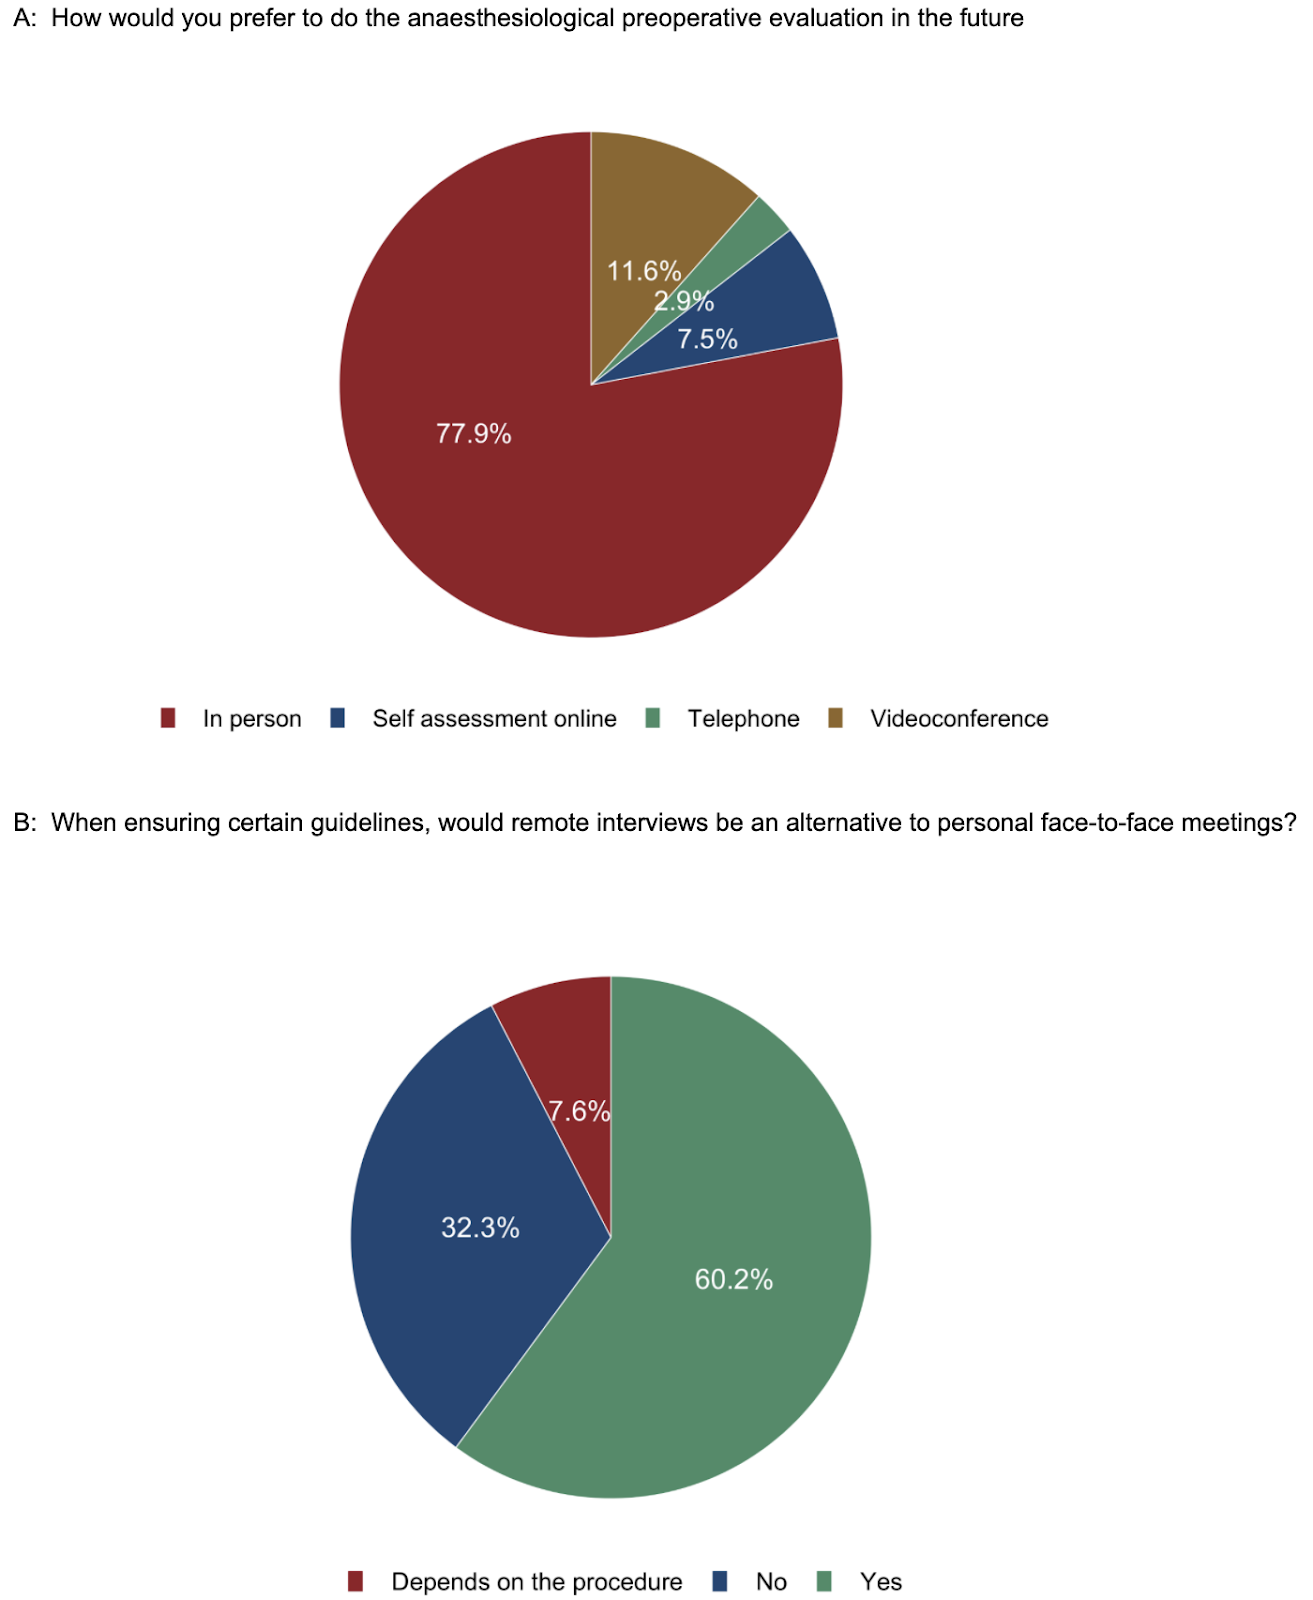 A: How would you prefer to do the anaesthesiological preoperative evaluation in the future
11.6%
2.9%
7.5%
77.9%
In person Self assessment online Telephone Videoconference
B: When ensuring certain guidelines, would remote interviews be an alternative to personal face-to-face meetings?
7.6%
32.3%
60.2%
Depends on the procedure No Yes